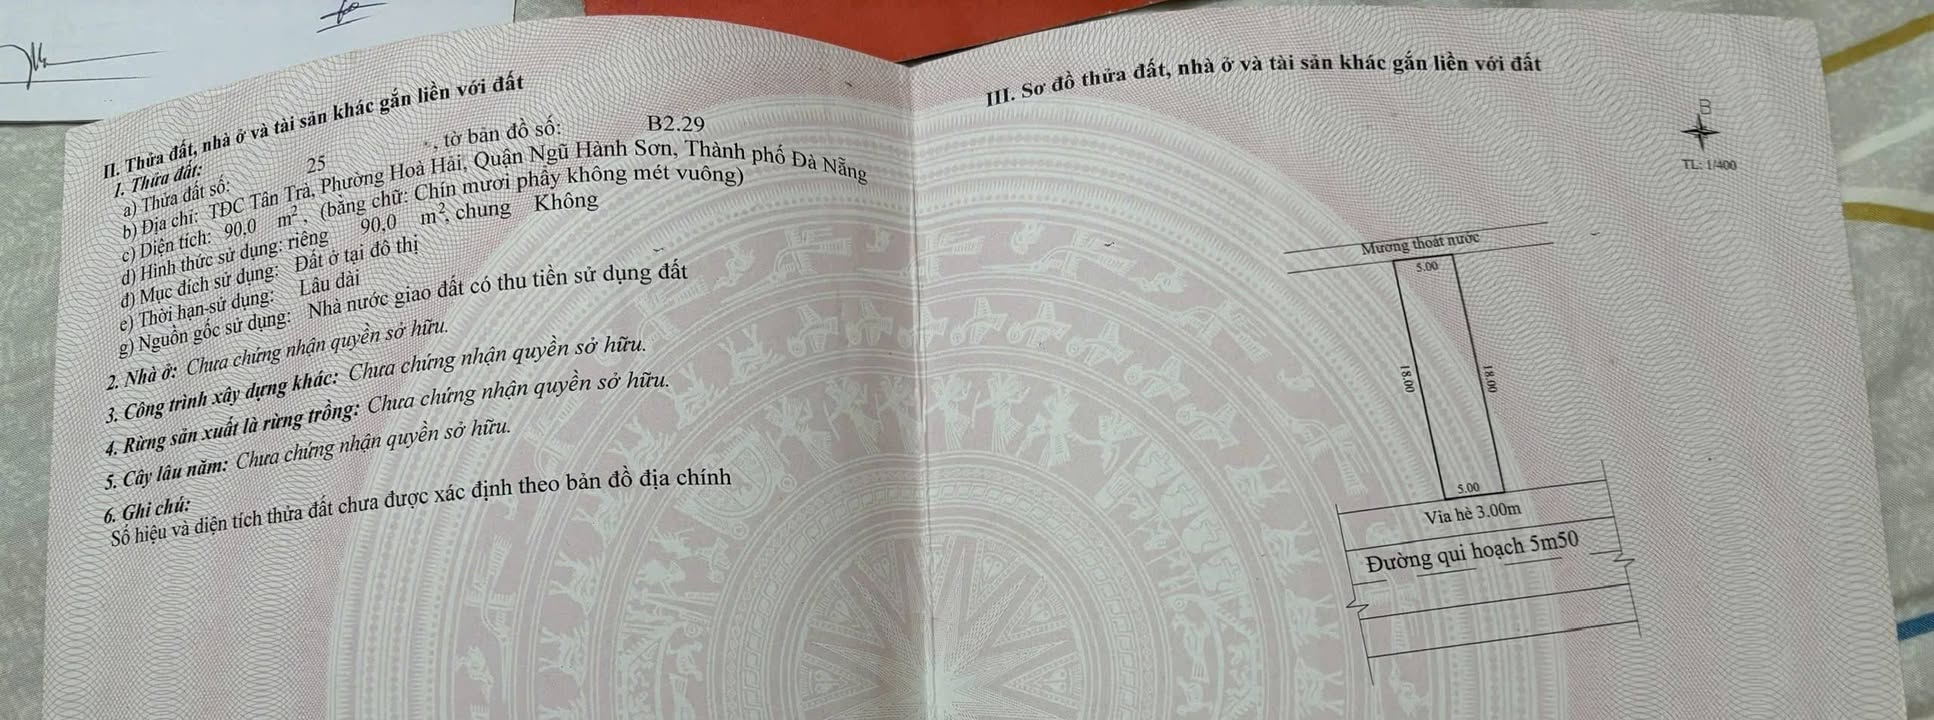 II. Thửa đất, nhà ở và tài sản khác gắn liền với đất
1. Thửa đất:
a) Thửa đất số: 25 , tờ bản đồ số: B2.29
b) Địa chỉ: TĐC Tân Trà, Phường Hoà Hải, Quận Ngũ Hành Sơn, Thành phố Đà Nẵng
c) Diện tích: 90,0 m², (bằng chữ: Chín mươi phẩy không mét vuông)
d) Hình thức sử dụng: riêng 90,0 m², chung Không
đ) Mục đích sử dụng: Đất ở tại đô thị
e) Thời hạn sử dụng: Lâu dài
g) Nguồn gốc sử dụng: Nhà nước giao đất có thu tiền sử dụng đất
2. Nhà ở: Chưa chứng nhận quyền sở hữu.
3. Công trình xây dựng khác: Chưa chứng nhận quyền sở hữu.
4. Rừng sản xuất là rừng trồng: Chưa chứng nhận quyền sở hữu.
5. Cây lâu năm: Chưa chứng nhận quyền sở hữu.
6. Ghi chú:
Số hiệu và diện tích thửa đất chưa được xác định theo bản đồ địa chính
III. Sơ đồ thửa đất, nhà ở và tài sản khác gắn liền với đất
B
TL: 1/400
Mương thoát nước
5.00
18.00
18.00
5.00
Vỉa hè 3.00m
Đường qui hoạch 5m50